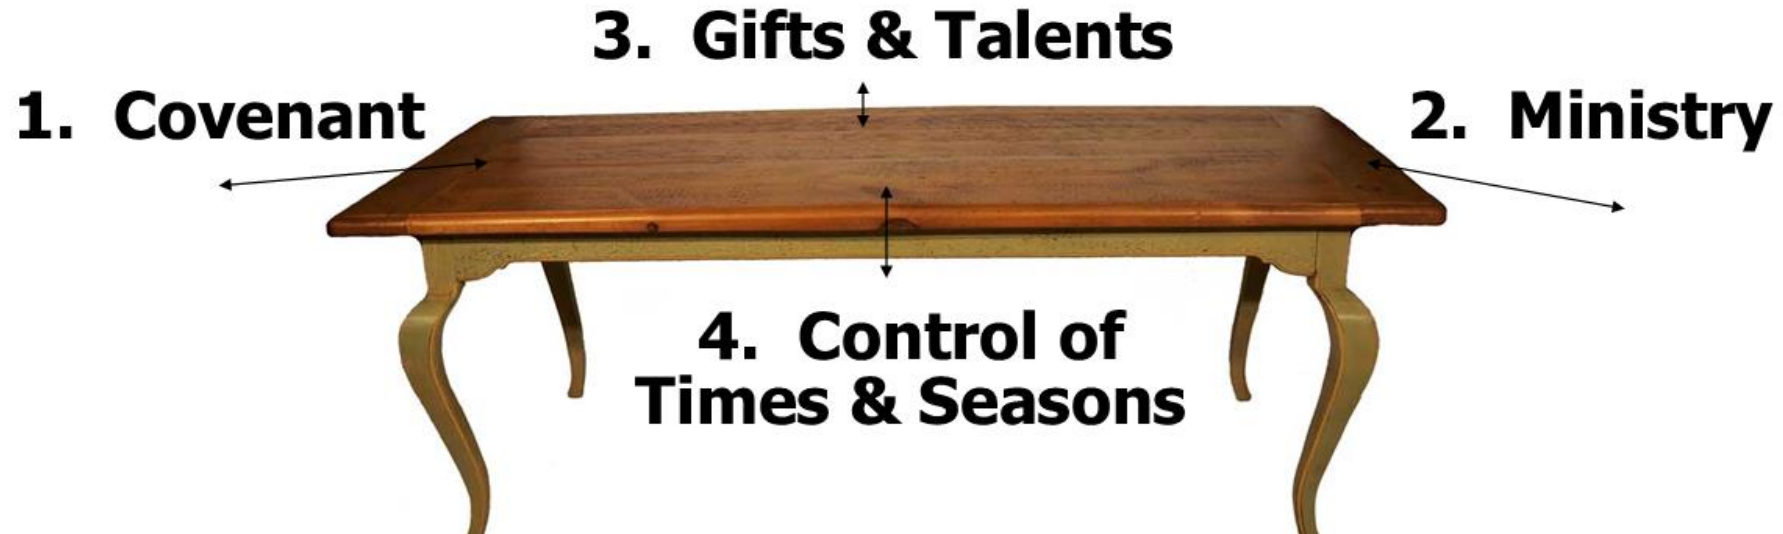 3. Gifts & Talents
1. Covenant
2. Ministry
4. Control of
Times & Seasons